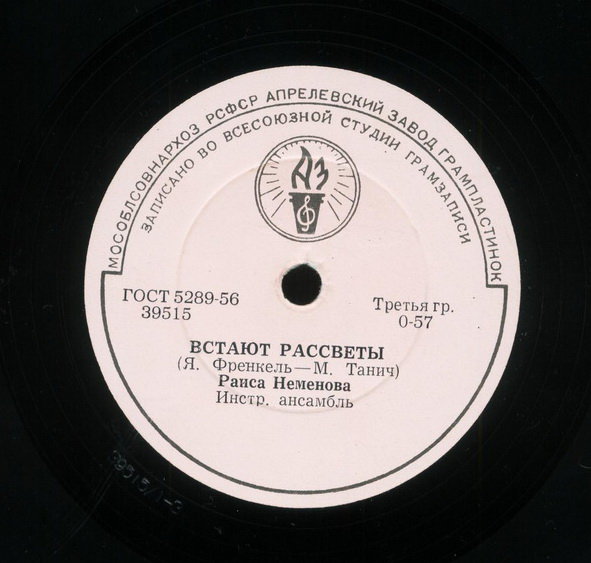 МОСОБЛСОВНАРХОЗ РСФСР АПРЕЛЕВСКИЙ ЗАВОД ГРАМПЛАСТИНОК
ЗАПИСАНО ВО ВСЕСОЮЗНОЙ СТУДИИ ГРАМЗАПИСИ
АЗ
ГОСТ 5289-56
39515
Третья гр.
0-57
ВСТАЮТ РАССВЕТЫ
(Я. Френкель — М. Танич)
Раиса Неменова
Инстр. ансамбль